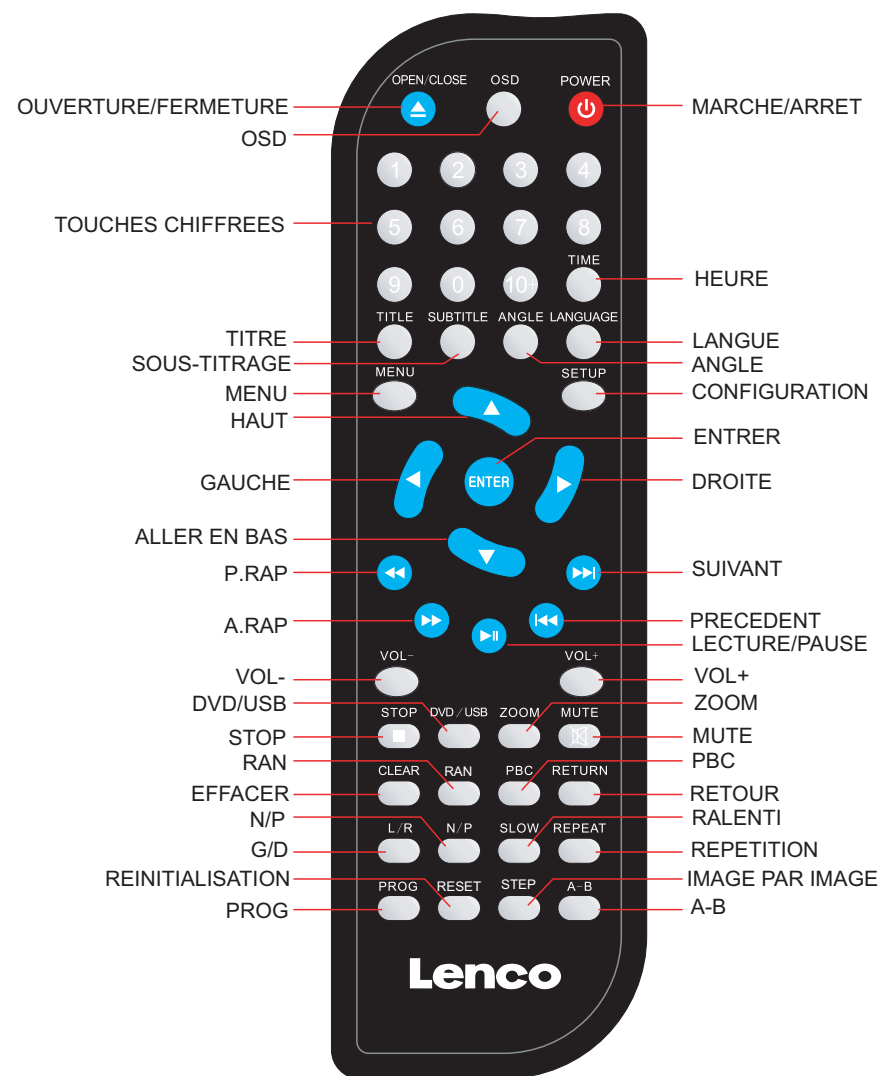 OPEN/CLOSE OSD POWER
OUVERTURE/FERMETURE
MARCHE/ARRET
OSD
1 2 3 4
TOUCHES CHIFFREES
5 6 7 8
TIME
9 0 10+
HEURE
TITLE SUBTITLE ANGLE LANGUAGE
TITRE
LANGUE
SOUS-TITRAGE
ANGLE
MENU SETUP
MENU
CONFIGURATION
HAUT
ENTRER
GAUCHE
ENTER
DROITE
ALLER EN BAS
P.RAP
SUIVANT
A.RAP
PRECEDENT
LECTURE/PAUSE
VOL- VOL+
VOL-
VOL+
DVD/USB
ZOOM
STOP DVD/USB ZOOM MUTE
STOP
MUTE
RAN
PBC
CLEAR RAN PBC RETURN
EFFACER
RETOUR
N/P
RALENTI
L/R N/P SLOW REPEAT
G/D
REPETITION
REINITIALISATION
IMAGE PAR IMAGE
PROG RESET STEP A-B
PROG
A-B
Lenco